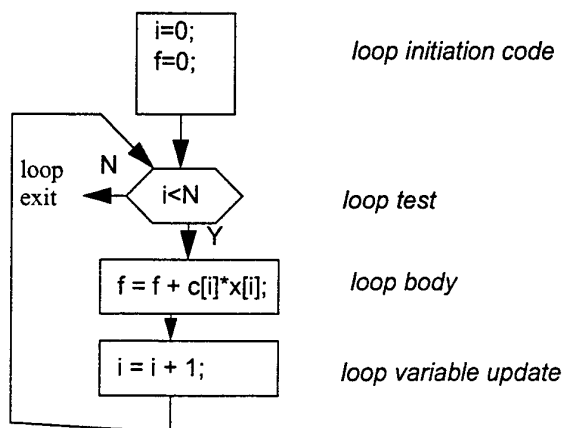 i=0;
f=0;
loop initiation code
N
loop
exit
i<N
loop test
Y
f = f + c[i]*x[i];
loop body
i = i + 1;
loop variable update